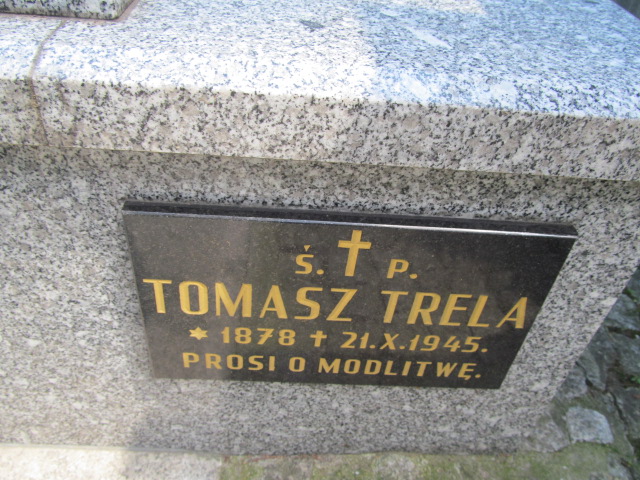 Ś. ✝ P.
TOMASZ TRELA
* 1878 ✝ 21.X.1945.
PROSI O MODLITWĘ.